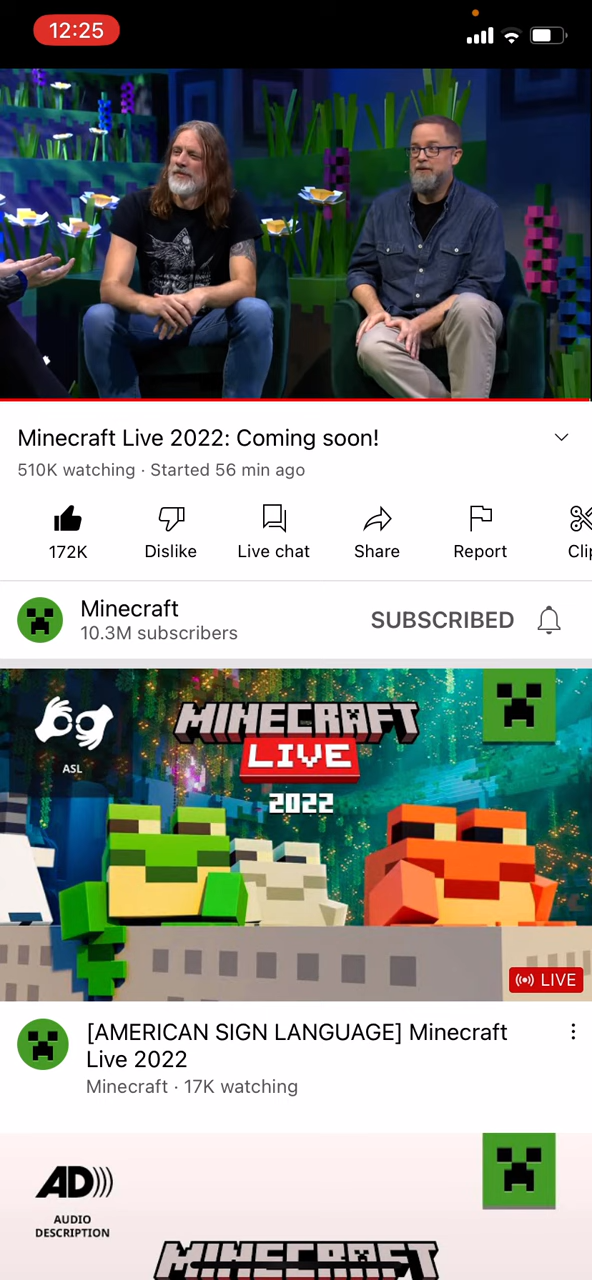 12:25
Minecraft Live 2022: Coming soon!
510K watching · Started 56 min ago
172K
Dislike
Live chat
Share
Report
Clip
Minecraft
10.3M subscribers
SUBSCRIBED
ASL
MINECRAFT
LIVE
2022
LIVE
[AMERICAN SIGN LANGUAGE] Minecraft
Live 2022
Minecraft · 17K watching
AD
AUDIO
DESCRIPTION
MINECRAFT